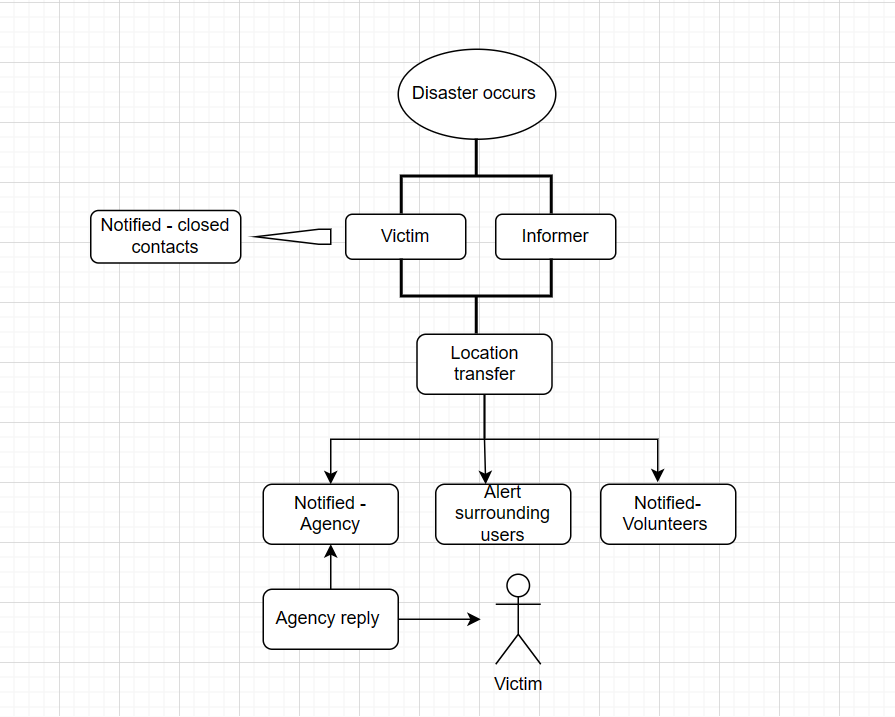 Disaster occurs
Notified - closed
contacts
Victim
Informer
Location
transfer
Notified -
Agency
Alert
surrounding
users
Notified-
Volunteers
Agency reply
Victim